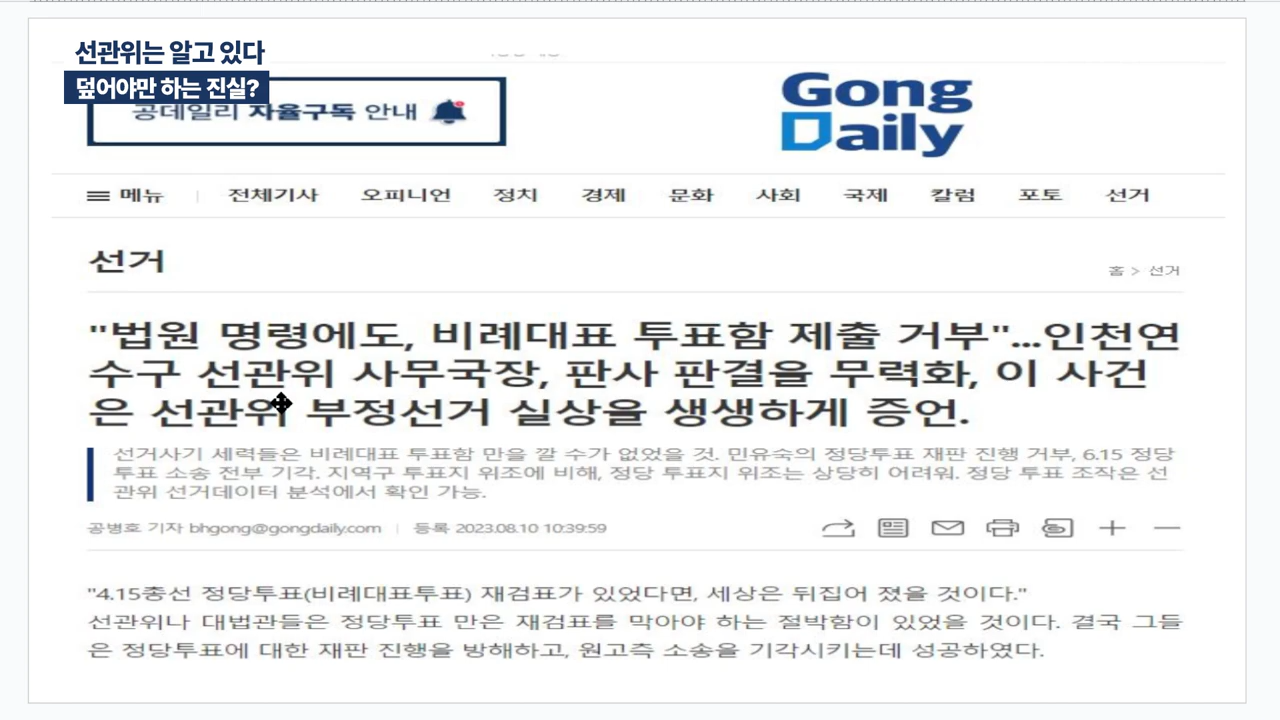 선관위는 알고 있다
덮어야만 하는 진실?
공데일리 자율구독 안내
Gong
Daily
메뉴 전체기사 오피니언 정치 경제 문화 사회 국제 칼럼 포토 선거
선거
홈 > 선거
"법원 명령에도, 비례대표 투표함 제출 거부"...인천연
수구 선관위 사무국장, 판사 판결을 무력화, 이 사건
은 선관위 부정선거 실상을 생생하게 증언.
선거사기 세력들은 비례대표 투표함 만을 깔 수가 없었을 것. 민유숙의 정당투표 재판 진행 거부, 6.15 정당
투표 소송 전부 기각. 지역구 투표지 위조에 비해, 정당 투표지 위조는 상당히 어려워. 정당 투표 조작은 선
관위 선거데이터 분석에서 확인 가능.
공병호 기자 bhgong@gongdaily.com 등록 2023.08.10 10:39:59
"4.15총선 정당투표(비례대표투표) 재검표가 있었다면, 세상은 뒤집어 졌을 것이다."
선관위나 대법관들은 정당투표 만은 재검표를 막아야 하는 절박함이 있었을 것이다. 결국 그들
은 정당투표에 대한 재판 진행을 방해하고, 원고측 소송을 기각시키는데 성공하였다.